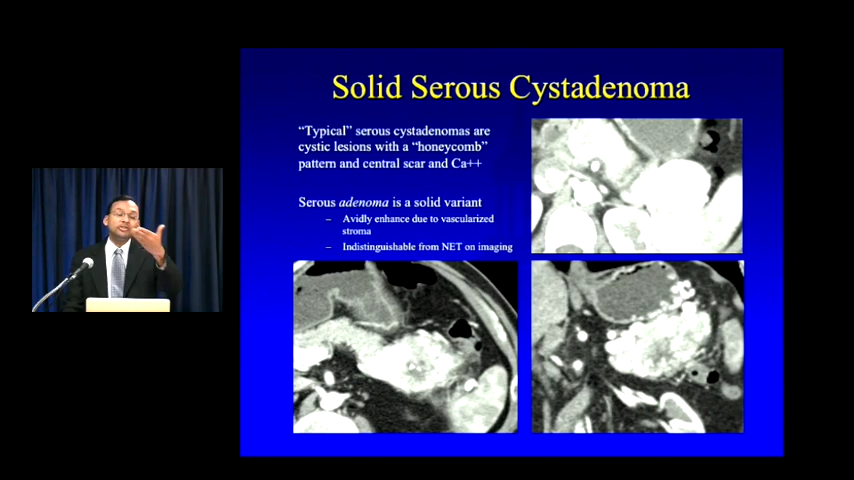 Solid Serous Cystadenoma
“Typical” serous cystadenomas are
cystic lesions with a “honeycomb”
pattern and central scar and Ca++
Serous adenoma is a solid variant
– Avidly enhance due to vascularized
stroma
– Indistinguishable from NET on imaging